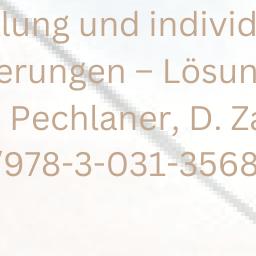 lung und individ
erungen – Lösun
Pechlaner, D. Za
/978-3-031-3568